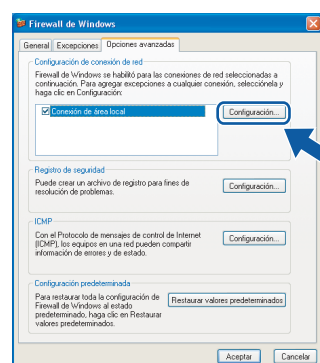 Firewall de Windows
General Excepciones Opciones avanzadas
Configuración de conexión de red
Firewall de Windows se habilitó para las conexiones de red seleccionadas a
continuación. Para agregar excepciones a cualquier conexión, selecciónela y
haga clic en Configuración:
Conexión de área local
Configuración...
Registro de seguridad
Puede crear un archivo de registro para fines de
resolución de problemas.
Configuración...
ICMP
Con el Protocolo de mensajes de control de Internet
(ICMP), los equipos en una red pueden compartir
información de errores y de estado.
Configuración...
Configuración predeterminada
Para restaurar toda la configuración de
Firewall de Windows al estado
predeterminado, haga clic en Restaurar
valores predeterminados.
Restaurar valores predeterminados
Aceptar Cancelar